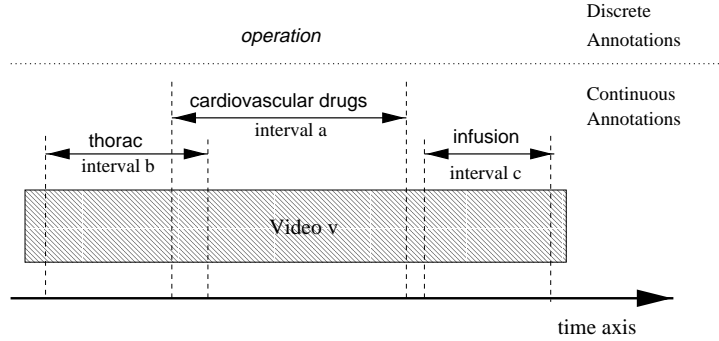 Discrete
operation
Annotations
cardiovascular drugs
Continuous
interval a
Annotations
thorac
infusion
interval b
interval c
Video v
time axis